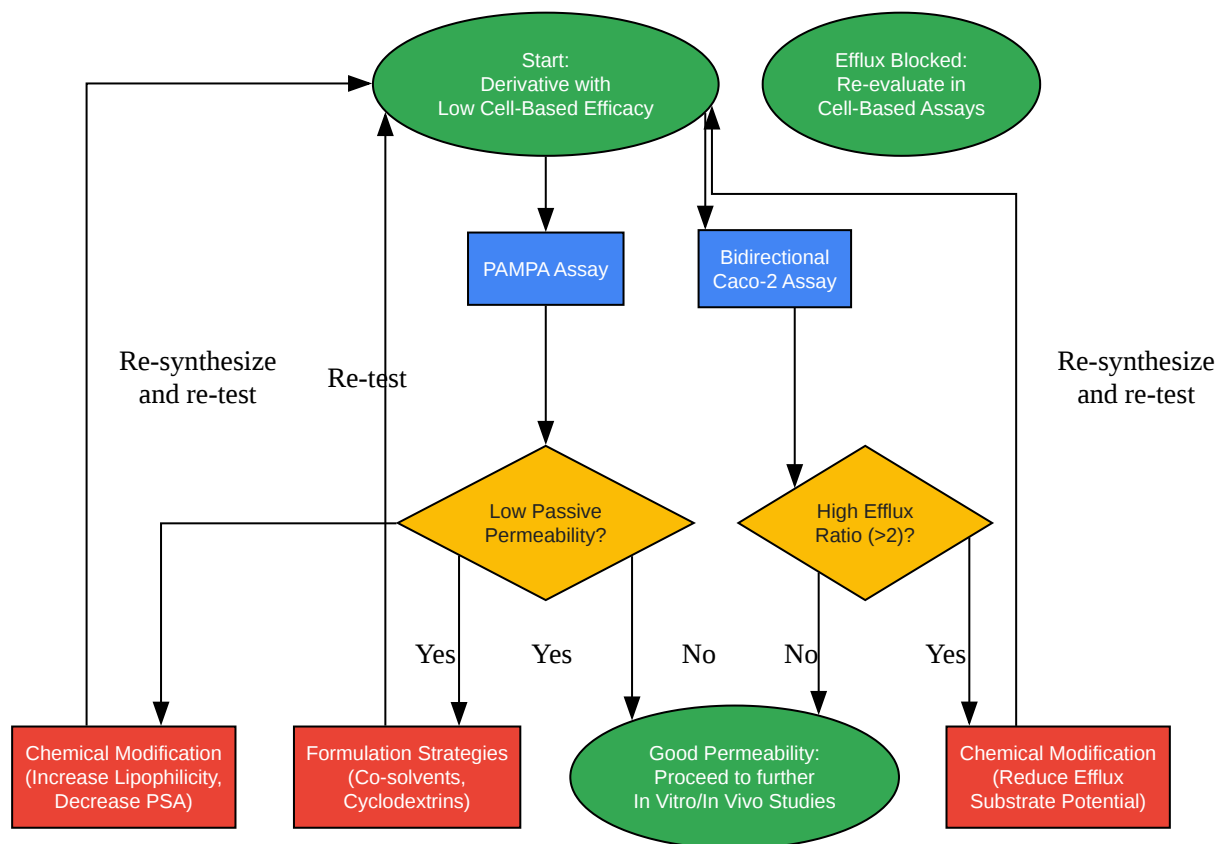 Start:
Derivative with
Low Cell-Based Efficacy
Efflux Blocked:
Re-evaluate in
Cell-Based Assays
PAMPA Assay
Bidirectional
Caco-2 Assay
Re-synthesize
and re-test
Re-test
Re-synthesize
and re-test
Low Passive
Permeability?
High Efflux
Ratio (>2)?
Yes
Yes
No
No
Yes
Chemical Modification
(Increase Lipophilicity,
Decrease PSA)
Formulation Strategies
(Co-solvents,
Cyclodextrins)
Good Permeability:
Proceed to further
In Vitro/In Vivo Studies
Chemical Modification
(Reduce Efflux
Substrate Potential)